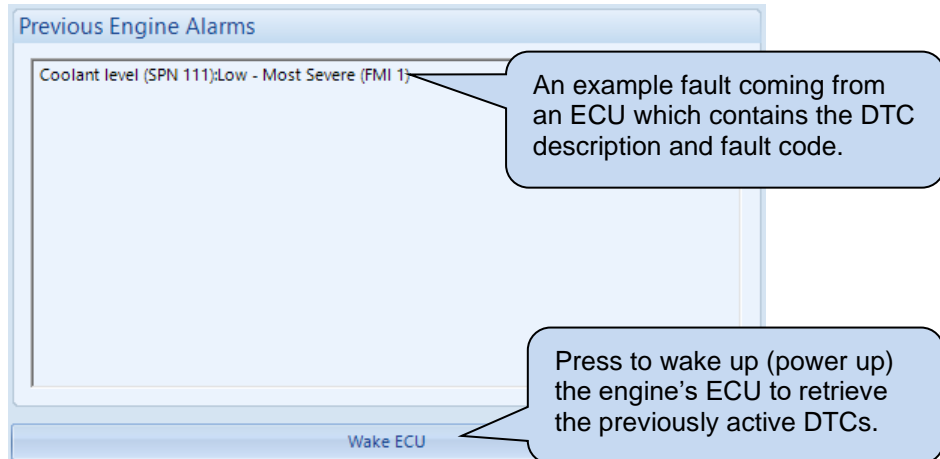 Previous Engine Alarms
Coolant level (SPN 111):Low - Most Severe (FMI 1)
An example fault coming from
an ECU which contains the DTC
description and fault code.
Press to wake up (power up)
the engine's ECU to retrieve
the previously active DTCs.
Wake ECU